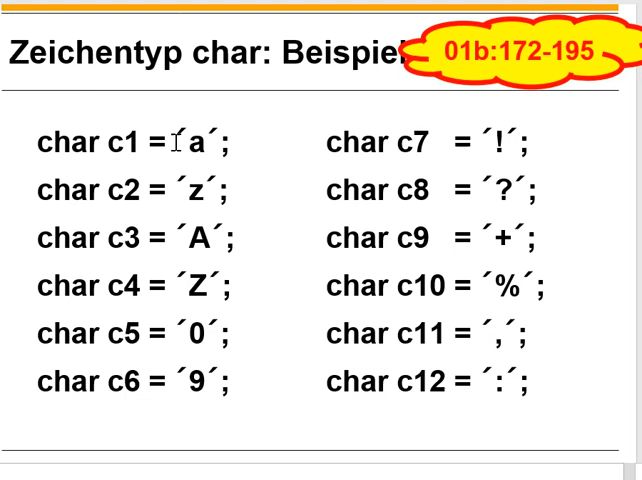 Zeichentyp char: Beispiel
01b:172-195
char c1 = ´a´;
char c2 = ´z´;
char c3 = ´A´;
char c4 = ´Z´;
char c5 = ´0´;
char c6 = ´9´;
char c7 = ´!´;
char c8 = ´?´;
char c9 = ´+´;
char c10 = ´%´;
char c11 = ´,´;
char c12 = ´:´;